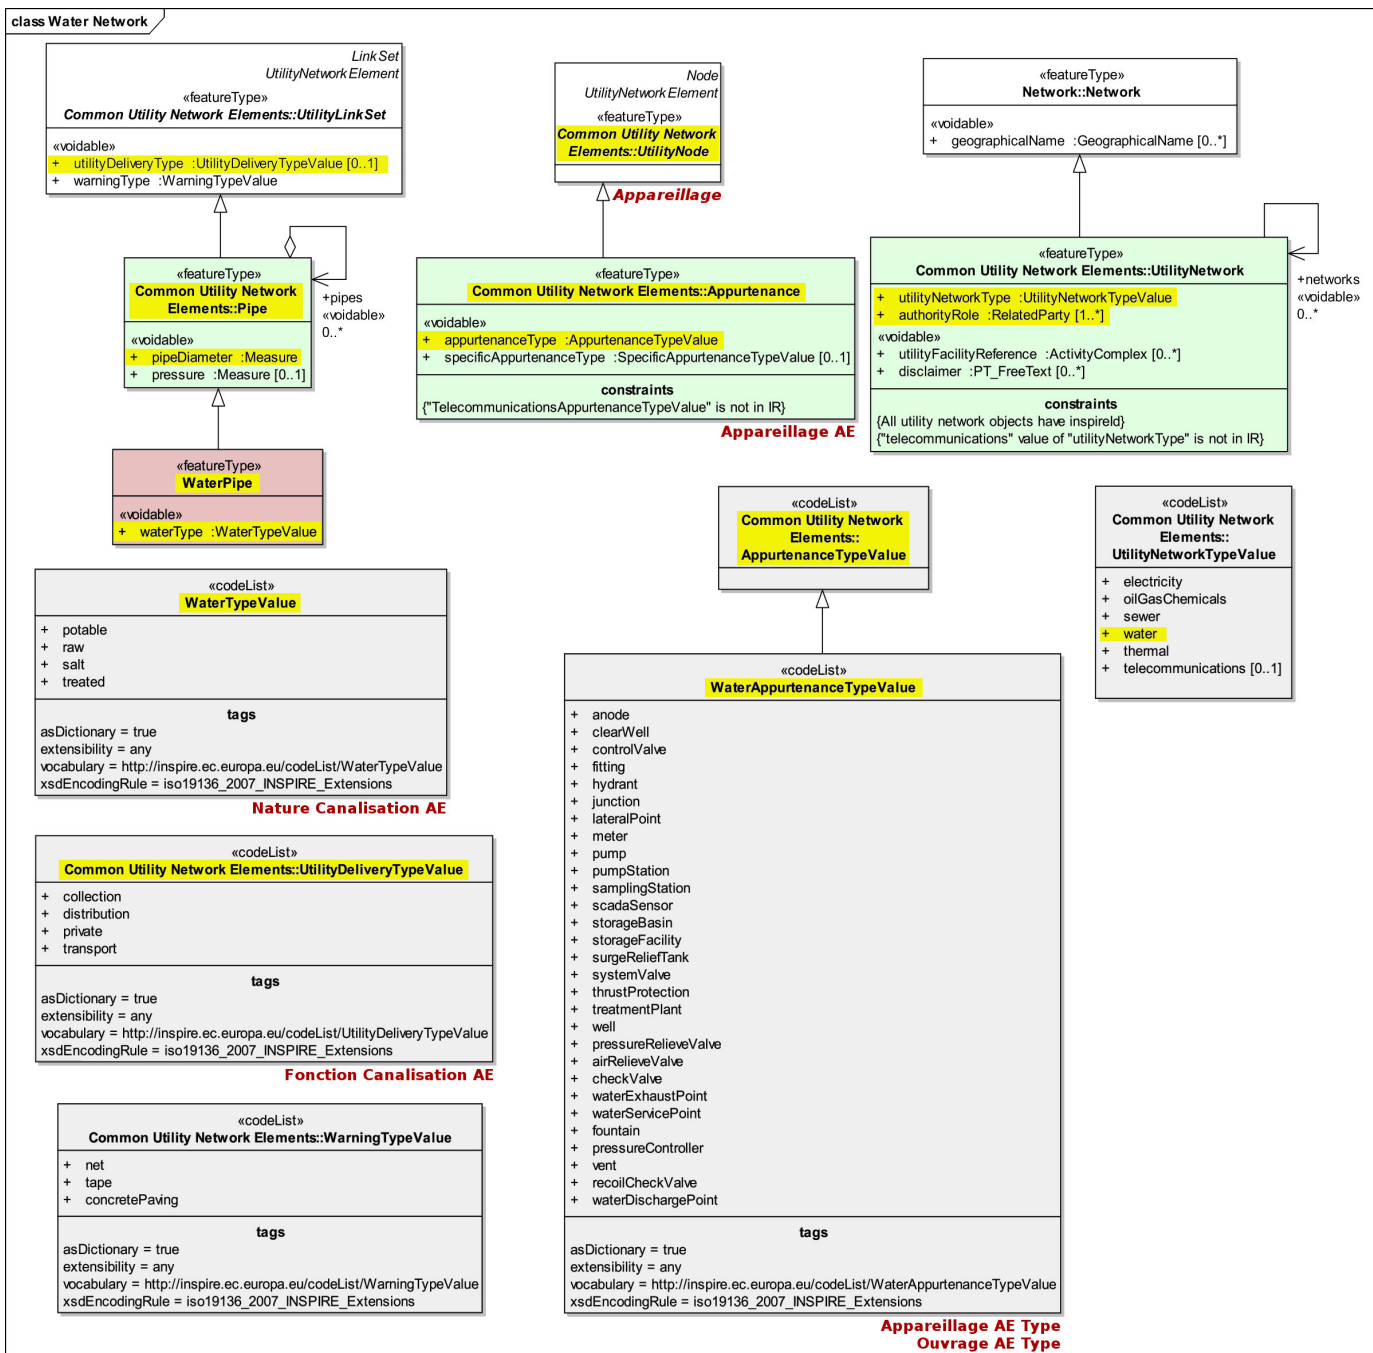 class Water Network
LinkSet
UtilityNetworkElement
«featureType»
Common Utility Network Elements::UtilityLinkSet
«voidable»
+ utilityDeliveryType :UtilityDeliveryTypeValue [0..1]
+ warningType :WarningTypeValue
«featureType»
Common Utility Network
Elements::Pipe
«voidable»
+ pipeDiameter :Measure
+ pressure :Measure [0..1]
+pipes
«voidable»
0..*
«featureType»
WaterPipe
«voidable»
+ waterType :WaterTypeValue
Node
UtilityNetworkElement
«featureType»
Common Utility Network
Elements::UtilityNode
Appareillage
«featureType»
Common Utility Network Elements::Appurtenance
«voidable»
+ appurtenanceType :AppurtenanceTypeValue
+ specificAppurtenanceType :SpecificAppurtenanceTypeValue [0..1]
constraints
{"TelecommunicationsAppurtenanceTypeValue" is not in IR}
Appareillage AE
«featureType»
Network::Network
«voidable»
+ geographicalName :GeographicalName [0..*]
«featureType»
Common Utility Network Elements::UtilityNetwork
+ utilityNetworkType :UtilityNetworkTypeValue
+ authorityRole :RelatedParty [1..*]
«voidable»
+ utilityFacilityReference :ActivityComplex [0..*]
+ disclaimer :PT_FreeText [0..*]
constraints
{All utility network objects have inspireId}
{"telecommunications" value of "utilityNetworkType" is not in IR}
+networks
«voidable»
0..*
«codeList»
WaterTypeValue
+ potable
+ raw
+ salt
+ treated
tags
asDictionary = true
extensibility = any
vocabulary = http://inspire.ec.europa.eu/codeList/WaterTypeValue
xsdEncodingRule = iso19136_2007_INSPIRE_Extensions
Nature Canalisation AE
«codeList»
Common Utility Network Elements::UtilityDeliveryTypeValue
+ collection
+ distribution
+ private
+ transport
tags
asDictionary = true
extensibility = any
vocabulary = http://inspire.ec.europa.eu/codeList/UtilityDeliveryTypeValue
xsdEncodingRule = iso19136_2007_INSPIRE_Extensions
Fonction Canalisation AE
«codeList»
Common Utility Network Elements::WarningTypeValue
+ net
+ tape
+ concretePaving
tags
asDictionary = true
extensibility = any
vocabulary = http://inspire.ec.europa.eu/codeList/WarningTypeValue
xsdEncodingRule = iso19136_2007_INSPIRE_Extensions
«codeList»
Common Utility Network
Elements::
AppurtenanceTypeValue
«codeList»
WaterAppurtenanceTypeValue
+ anode
+ clearWell
+ controlValve
+ fitting
+ hydrant
+ junction
+ lateralPoint
+ meter
+ pump
+ pumpStation
+ samplingStation
+ scadaSensor
+ storageBasin
+ storageFacility
+ surgeReliefTank
+ systemValve
+ thrustProtection
+ treatmentPlant
+ well
+ pressureRelieveValve
+ airRelieveValve
+ checkValve
+ waterExhaustPoint
+ waterServicePoint
+ fountain
+ pressureController
+ vent
+ recoilCheckValve
+ waterDischargePoint
tags
asDictionary = true
extensibility = any
vocabulary = http://inspire.ec.europa.eu/codeList/WaterAppurtenanceTypeValue
xsdEncodingRule = iso19136_2007_INSPIRE_Extensions
Appareillage AE Type
Ouvrage AE Type
«codeList»
Common Utility Network
Elements::
UtilityNetworkTypeValue
+ electricity
+ oilGasChemicals
+ sewer
+ water
+ thermal
+ telecommunications [0..1]